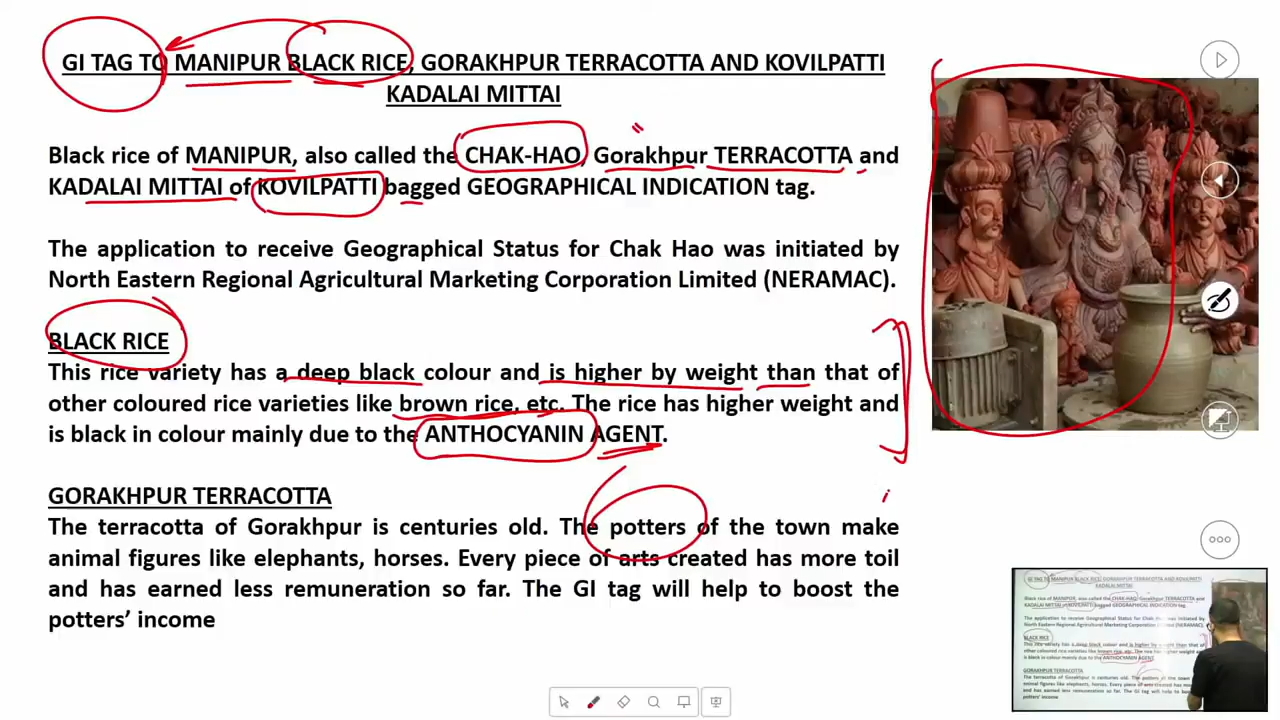 GI TAG TO MANIPUR BLACK RICE, GORAKHPUR TERRACOTTA AND KOVILPATTI
KADALAI MITTAI
Black rice of MANIPUR, also called the CHAK-HAO, Gorakhpur TERRACOTTA and
KADALAI MITTAI of KOVILPATTI bagged GEOGRAPHICAL INDICATION tag.
The application to receive Geographical Status for Chak Hao was initiated by
North Eastern Regional Agricultural Marketing Corporation Limited (NERAMAC).
BLACK RICE
This rice variety has a deep black colour and is higher by weight than that of
other coloured rice varieties like brown rice, etc. The rice has higher weight and
is black in colour mainly due to the ANTHOCYANIN AGENT.
GORAKHPUR TERRACOTTA
The terracotta of Gorakhpur is centuries old. The potters of the town make
animal figures like elephants, horses. Every piece of arts created has more toil
and has earned less remuneration so far. The GI tag will help to boost the
potters' income